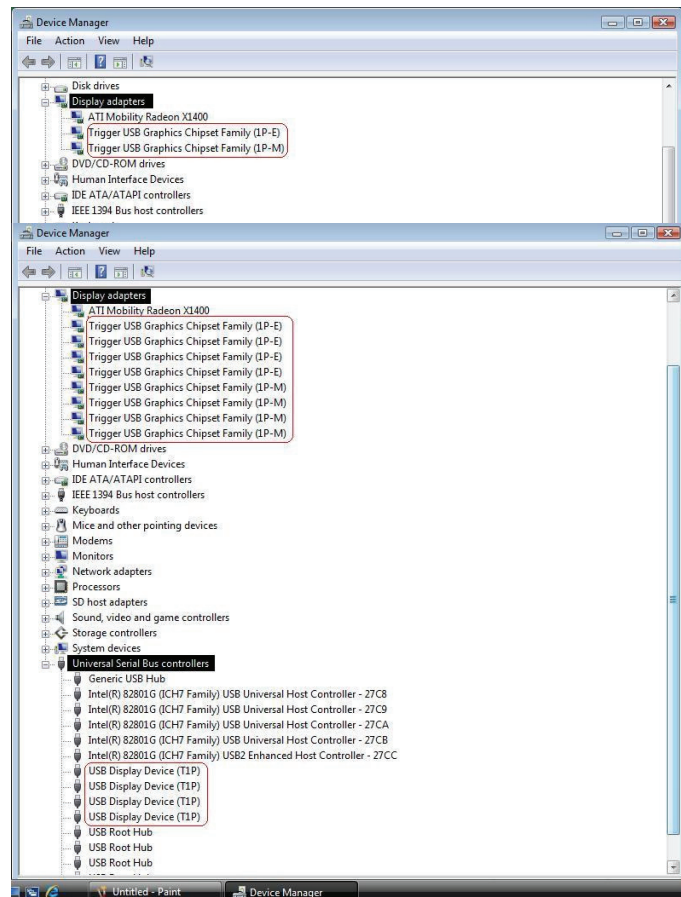 Device Manager
File Action View Help
Disk drives
Display adapters
ATI Mobility Radeon X1400
Trigger USB Graphics Chipset Family (1P-E)
Trigger USB Graphics Chipset Family (1P-M)
DVD/CD-ROM drives
Human Interface Devices
IDE ATA/ATAPI controllers
IEEE 1394 Bus host controllers
Device Manager
File Action View Help
Display adapters
ATI Mobility Radeon X1400
Trigger USB Graphics Chipset Family (1P-E)
Trigger USB Graphics Chipset Family (1P-E)
Trigger USB Graphics Chipset Family (1P-E)
Trigger USB Graphics Chipset Family (1P-E)
Trigger USB Graphics Chipset Family (1P-M)
Trigger USB Graphics Chipset Family (1P-M)
Trigger USB Graphics Chipset Family (1P-M)
Trigger USB Graphics Chipset Family (1P-M)
DVD/CD-ROM drives
Human Interface Devices
IDE ATA/ATAPI controllers
IEEE 1394 Bus host controllers
Keyboards
Mice and other pointing devices
Modems
Monitors
Network adapters
Processors
SD host adapters
Sound, video and game controllers
Storage controllers
System devices
Universal Serial Bus controllers
Generic USB Hub
Intel(R) 82801G (ICH7 Family) USB Universal Host Controller - 27C8
Intel(R) 82801G (ICH7 Family) USB Universal Host Controller - 27C9
Intel(R) 82801G (ICH7 Family) USB Universal Host Controller - 27CA
Intel(R) 82801G (ICH7 Family) USB Universal Host Controller - 27CB
Intel(R) 82801G (ICH7 Family) USB2 Enhanced Host Controller - 27CC
USB Display Device (T1P)
USB Display Device (T1P)
USB Display Device (T1P)
USB Display Device (T1P)
USB Root Hub
USB Root Hub
USB Root Hub
Untitled - Paint
Device Manager